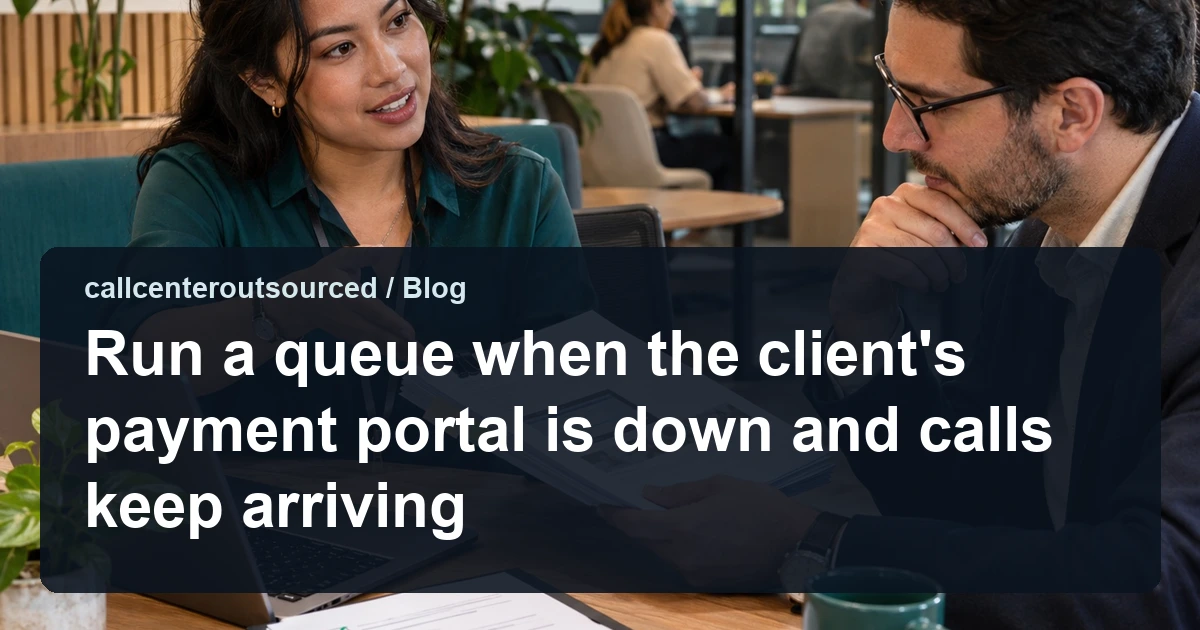 callcenteroutsourced / Blog
Run a queue when the client's
payment portal is down and calls
keep arriving